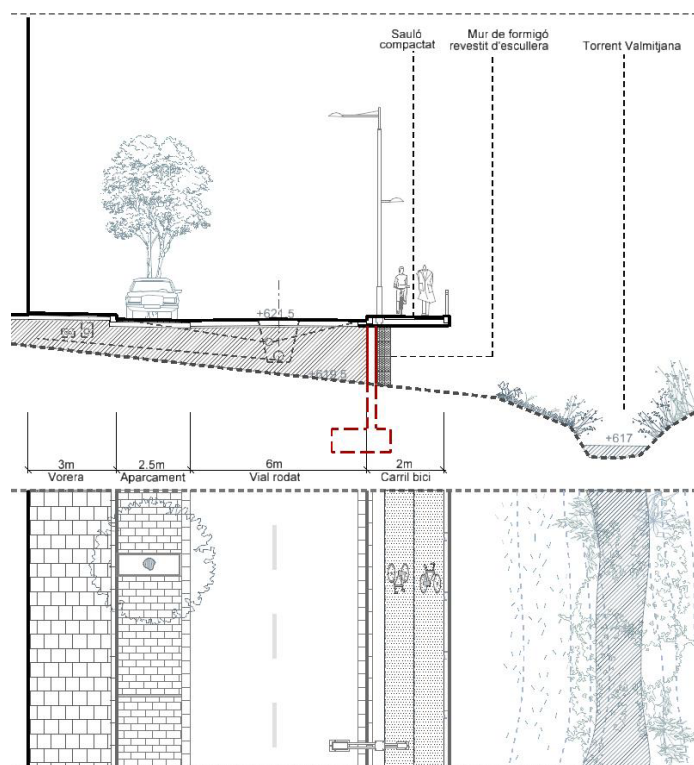 Sauló
compactat
Mur de formigó
revestit d'escullera
Torrent Valmitjana
+621.5
+619.5
+617
3m
2.5m
6m
2m
Vorera
Aparcament
Vial rodat
Carril bici